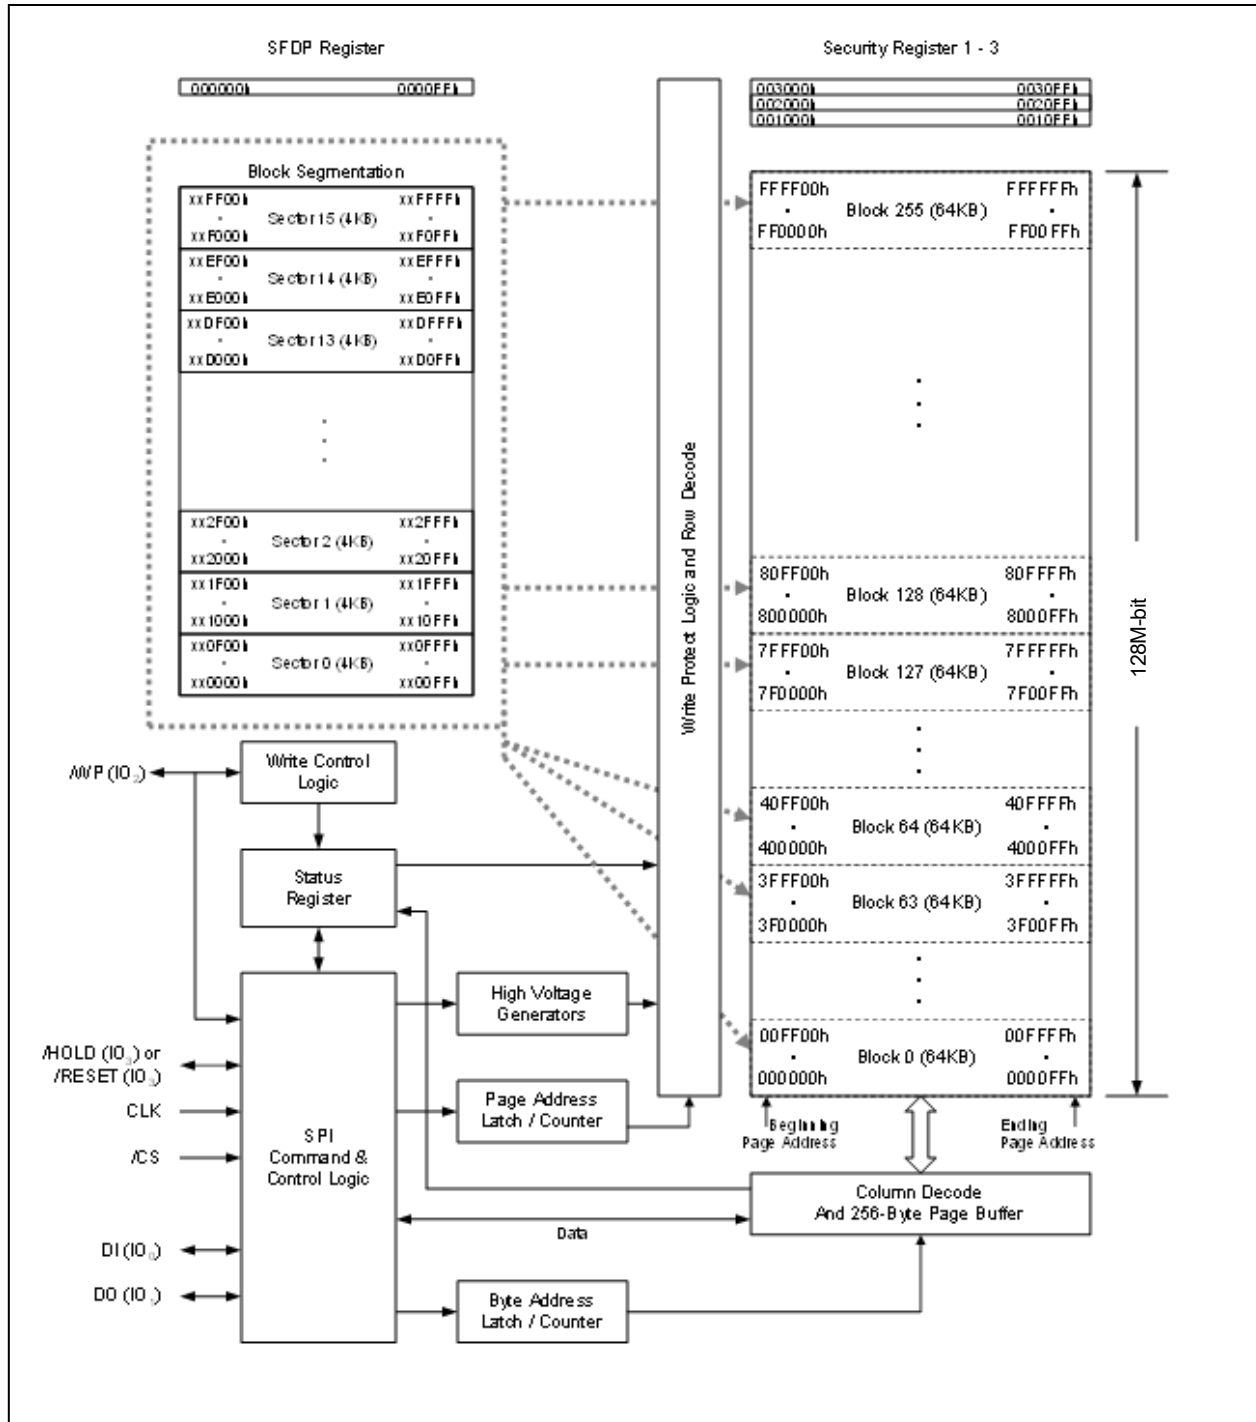 SFDP Register
000000h 0000FFh
Security Register 1 - 3
003000h 0030FFh
002000h 0020FFh
001000h 0010FFh
Block Segmentation
xxFF00h xxFFFFh
Sector 15 (4KB)
xxF000h xxF0FFh
xxEF00h xxEFFFh
Sector 14 (4KB)
xxE000h xxE0FFh
xxDF00h xxDFFFh
Sector 13 (4KB)
xxD000h xxD0FFh
xx2F00h xx2FFFh
Sector 2 (4KB)
xx2000h xx20FFh
xx1F00h xx1FFFh
Sector 1 (4KB)
xx1000h xx10FFh
xx0F00h xx0FFFh
Sector 0 (4KB)
xx0000h xx00FFh
Write Protect Logic and Row Decode
FFFF00h FFFFFFh
Block 255 (64KB)
FF0000h FF00FFh
80FF00h 80FFFFh
Block 128 (64KB)
800000h 8000FFh
7FFF00h 7FFFFFh
Block 127 (64KB)
7F0000h 7F00FFh
40FF00h 40FFFFh
Block 64 (64KB)
400000h 4000FFh
3FFF00h 3FFFFFh
Block 63 (64KB)
3F0000h 3F00FFh
00FF00h 00FFFFh
Block 0 (64KB)
000000h 0000FFh
128M-bit
Beginning
Page Address
Ending
Page Address
/WP (IO2)
Write Control
Logic
Status
Register
High Voltage
Generators
/HOLD (IO3) or
/RESET (IO3)
CLK
/CS
DI (IO0)
DO (IO1)
SPI
Command &
Control Logic
Page Address
Latch / Counter
Column Decode
And 256-Byte Page Buffer
Data
Byte Address
Latch / Counter